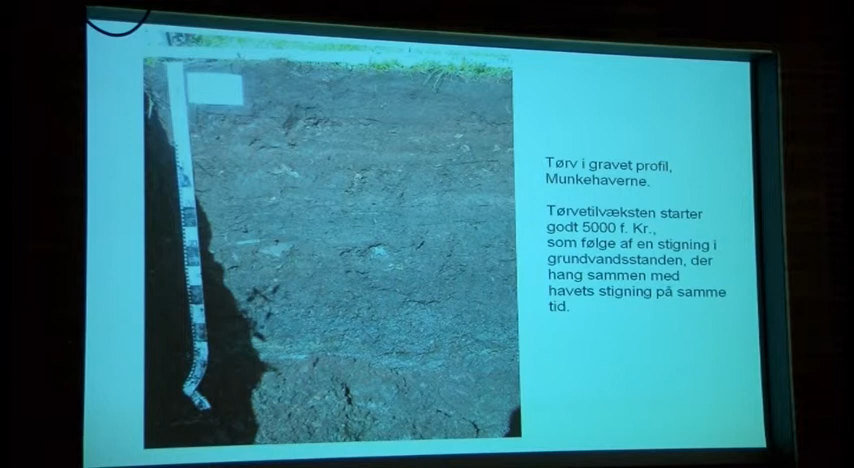 Tørv i gravet profil,
Munkehaverne.
Tørvetilvæksten starter
godt 5000 f. Kr.,
som følge af en stigning i
grundvandsstanden, der
hang sammen med
havets stigning på samme
tid.